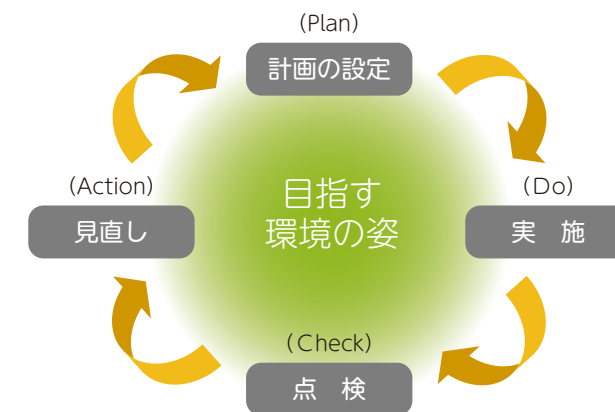 (Plan)
計画の設定
(Action)
見直し
目指す
環境の姿
(Do)
実　施
(Check)
点　検